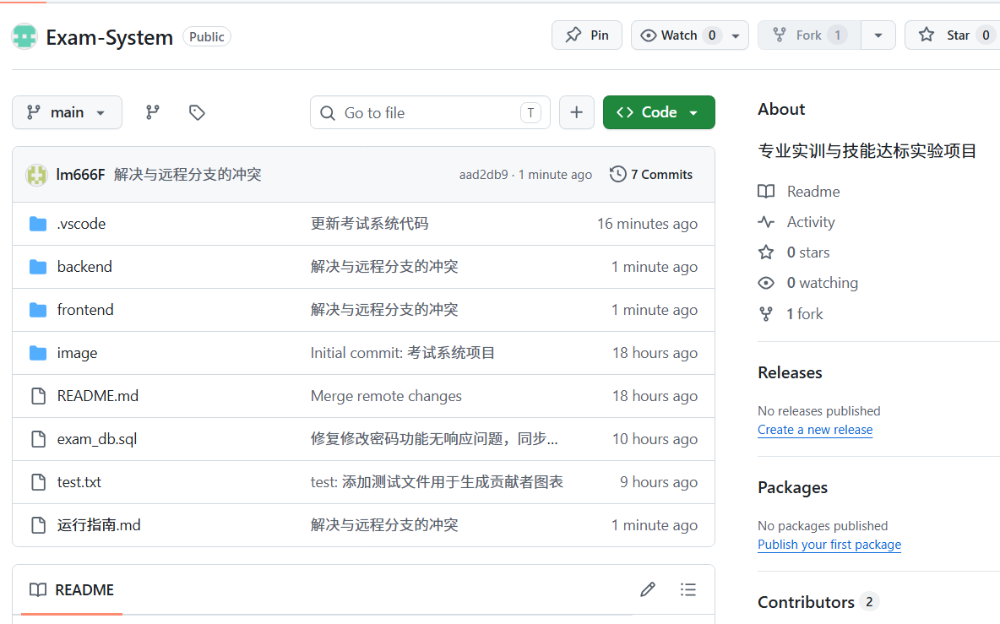 Exam-System Public Pin Watch 0 Fork 1 Star 0
main Go to file T Code
lm666F 解决与远程分支的冲突 aad2db9 · 1 minute ago 7 Commits
.vscode 更新考试系统代码 16 minutes ago
backend 解决与远程分支的冲突 1 minute ago
frontend 解决与远程分支的冲突 1 minute ago
image Initial commit: 考试系统项目 18 hours ago
README.md Merge remote changes 18 hours ago
exam_db.sql 修复修改密码功能无响应问题，同步... 10 hours ago
test.txt test: 添加测试文件用于生成贡献者图表 9 hours ago
运行指南.md 解决与远程分支的冲突 1 minute ago
README
About
专业实训与技能达标实验项目
Readme
Activity
0 stars
0 watching
1 fork
Releases
No releases published
Create a new release
Packages
No packages published
Publish your first package
Contributors 2